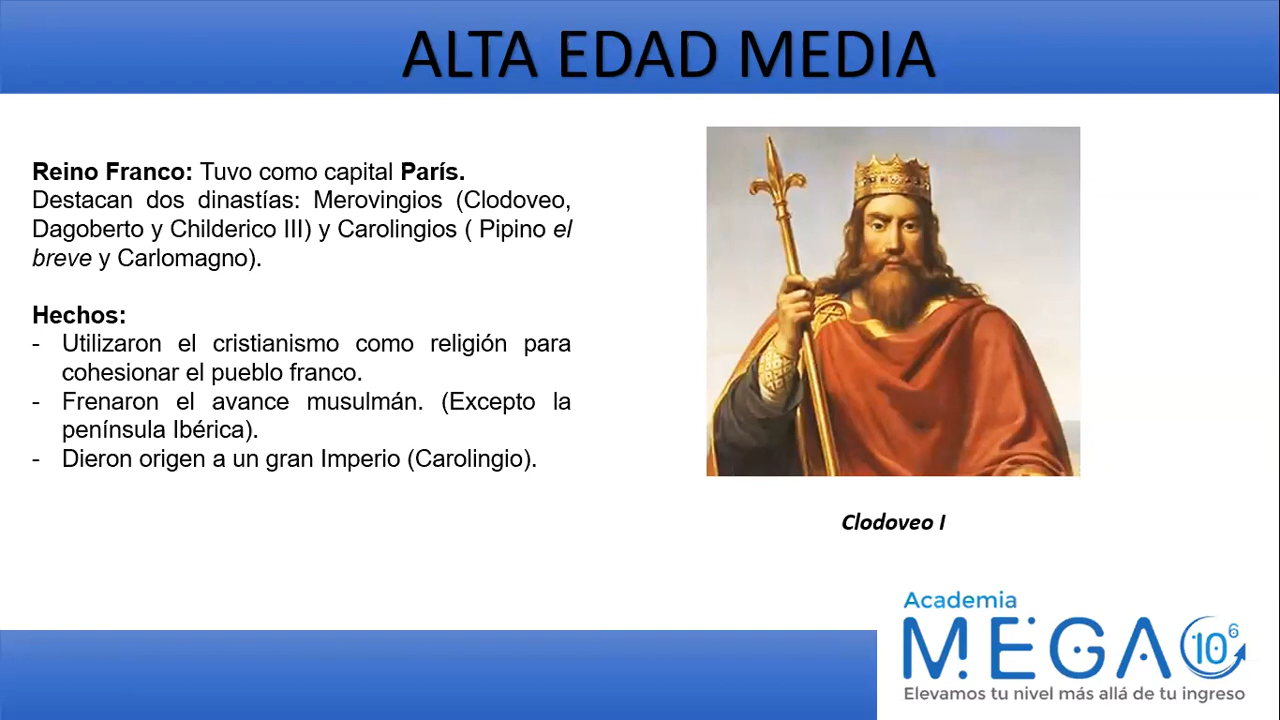 ALTA EDAD MEDIA
Reino Franco: Tuvo como capital París.
Destacan dos dinastías: Merovingios (Clodoveo,
Dagoberto y Childerico III) y Carolingios ( Pipino el
breve y Carlomagno).
Hechos:
- Utilizaron el cristianismo como religión para
cohesionar el pueblo franco.
- Frenaron el avance musulmán. (Excepto la
península Ibérica).
- Dieron origen a un gran Imperio (Carolingio).
Clodoveo I
Academia
MEGA 10⁶
Elevamos tu nivel más allá de tu ingreso